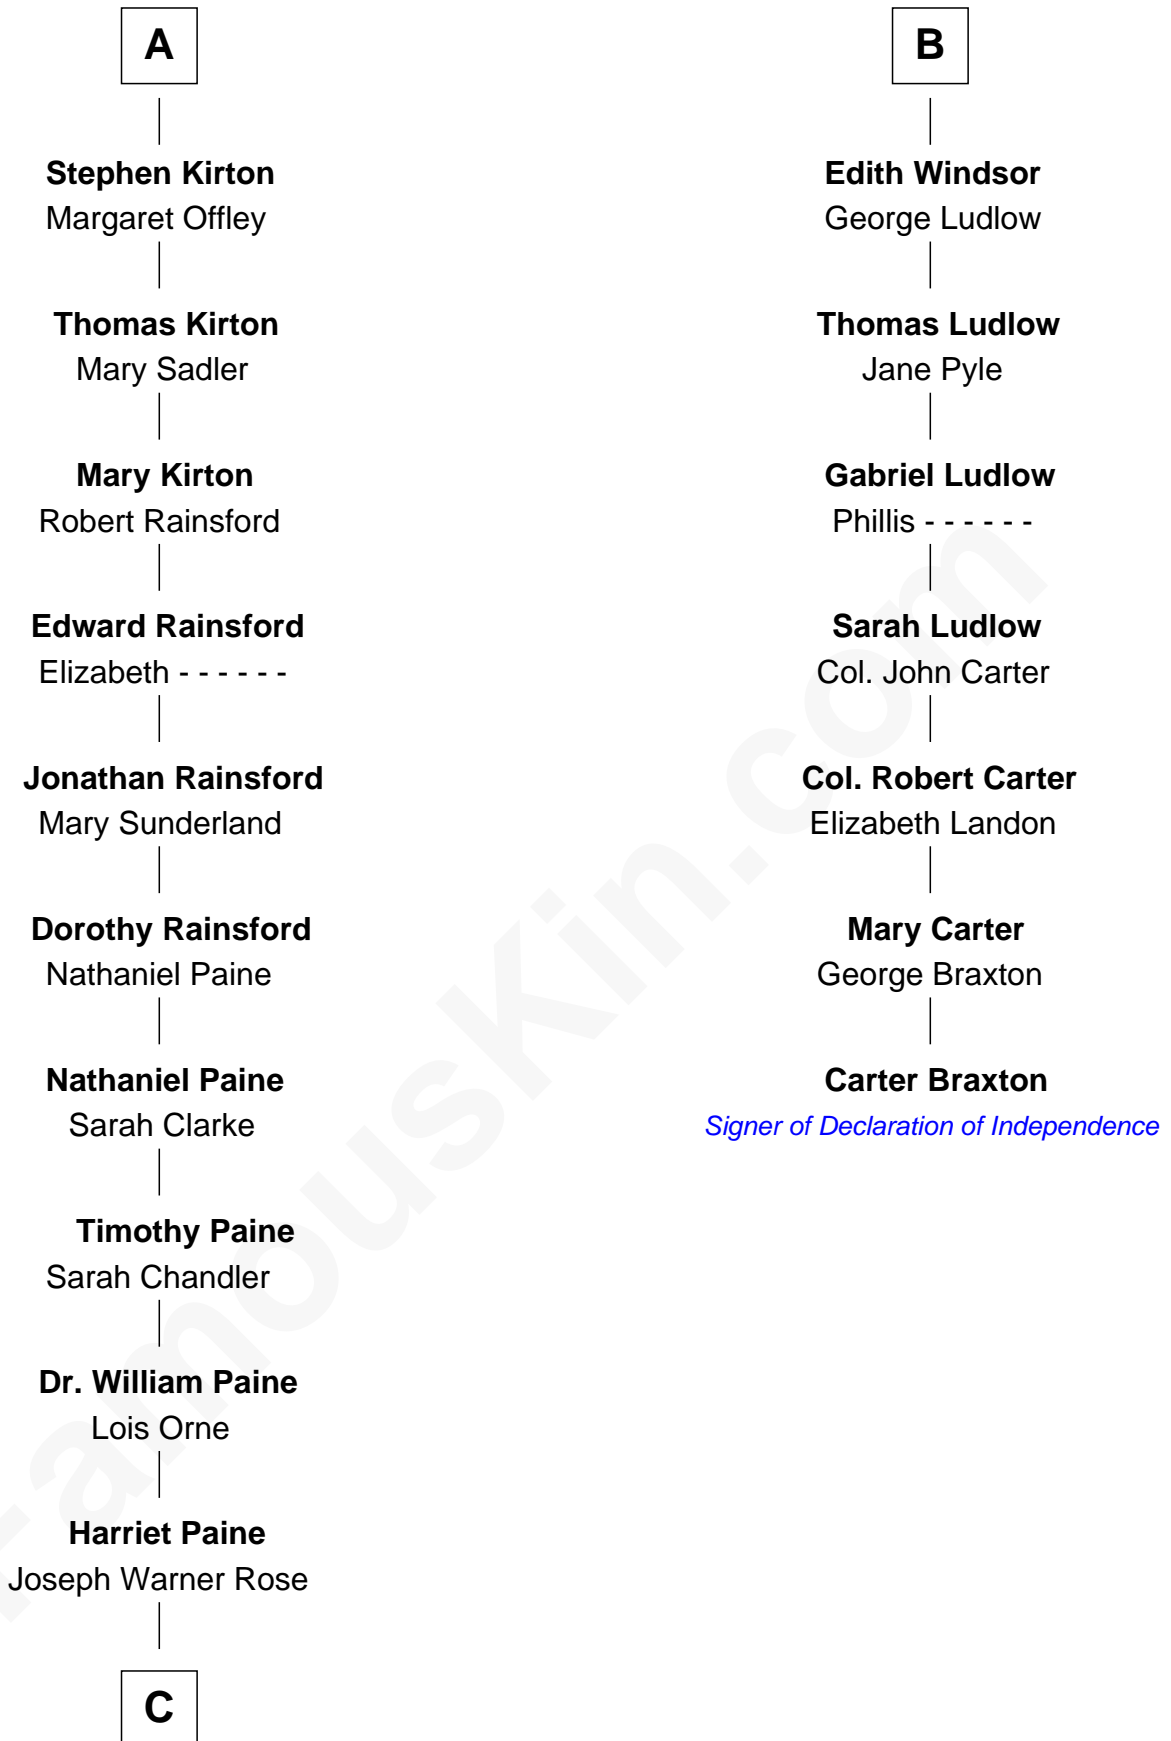 A
Stephen Kirton
Margaret Offley
Thomas Kirton
Mary Sadler
Mary Kirton
Robert Rainsford
Edward Rainsford
Elizabeth - - - - - -
Jonathan Rainsford
Mary Sunderland
Dorothy Rainsford
Nathaniel Paine
Nathaniel Paine
Sarah Clarke
Timothy Paine
Sarah Chandler
Dr. William Paine
Lois Orne
Harriet Paine
Joseph Warner Rose
C
B
Edith Windsor
George Ludlow
Thomas Ludlow
Jane Pyle
Gabriel Ludlow
Phillis - - - - - -
Sarah Ludlow
Col. John Carter
Col. Robert Carter
Elizabeth Landon
Mary Carter
George Braxton
Carter Braxton
Signer of Declaration of Independence
FamousKin.com